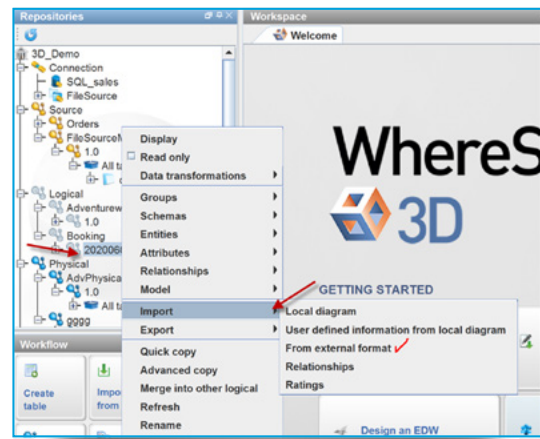 Repositories
Workspace
Welcome
3D_Demo
Connection
SQL_sales
FileSource
Source
Orders
FileSourceM
1.0
All ta
Logical
Adventurew
1.0
Booking
2020060
Physical
AdvPhysica
1.0
All ta
gggg
Workflow
Create
table
Impo
from
Display
Read only
Data transformations
Groups
Schemas
Entities
Attributes
Relationships
Model
Import
Export
Quick copy
Advanced copy
Merge into other logical
Refresh
Rename
Local diagram
User defined information from local diagram
From external format
Relationships
Ratings
WhereS
3D
GETTING STARTED
Design an EDW